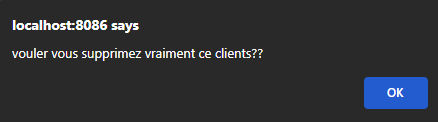 localhost:8086 says
vouler vous supprimez vraiment ce clients??
OK